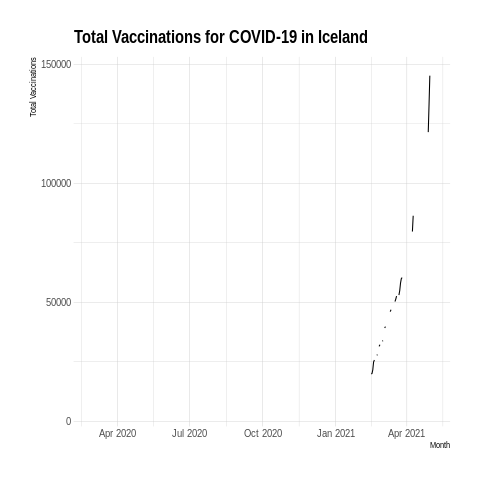 Total Vaccinations for COVID-19 in Iceland
Total Vaccinations
150000
100000
50000
0
Apr 2020 Jul 2020 Oct 2020 Jan 2021 Apr 2021
Month